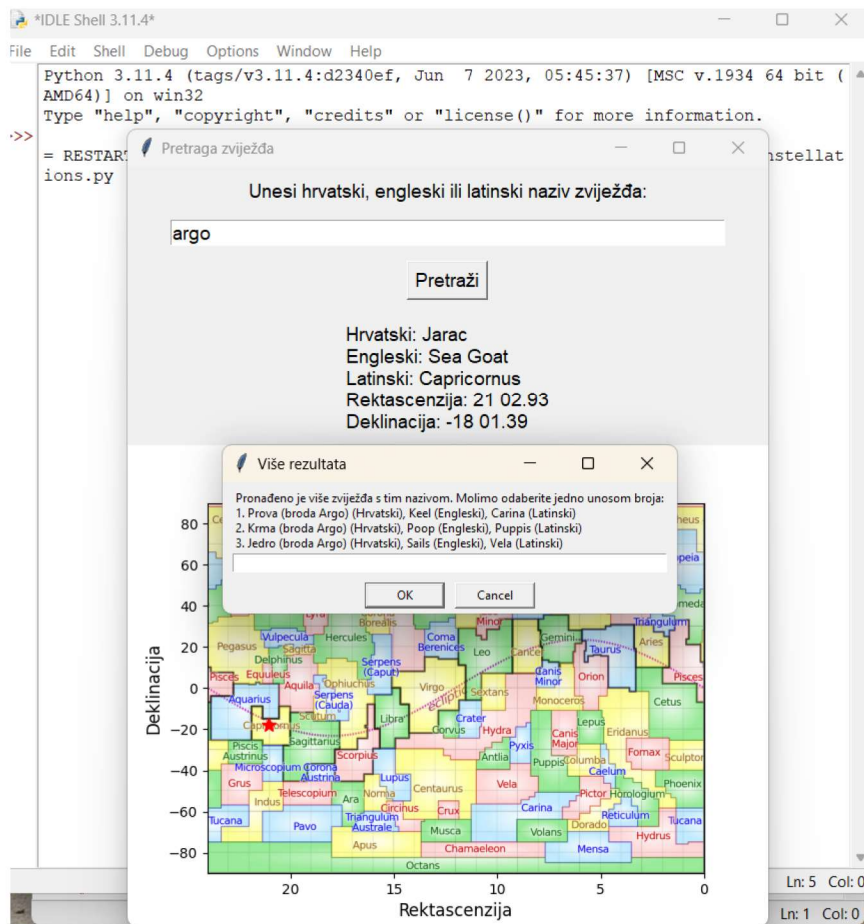 *IDLE Shell 3.11.4*
File Edit Shell Debug Options Window Help
Python 3.11.4 (tags/v3.11.4:d2340ef, Jun 7 2023, 05:45:37) [MSC v.1934 64 bit (
AMD64)] on win32
Type "help", "copyright", "credits" or "license()" for more information.
>>>
= RESTAR
nstellat
ions.py
Pretraga zviježđa
Unesi hrvatski, engleski ili latinski naziv zviježđa:
argo
Pretraži
Hrvatski: Jarac
Engleski: Sea Goat
Latinski: Capricornus
Rektascenzija: 21 02.93
Deklinacija: -18 01.39
Više rezultata
Pronađeno je više zviježđa s tim nazivom. Molimo odaberite jedno unosom broja:
1. Prova (broda Argo) (Hrvatski), Keel (Engleski), Carina (Latinski)
2. Krma (broda Argo) (Hrvatski), Poop (Engleski), Puppis (Latinski)
3. Jedro (broda Argo) (Hrvatski), Sails (Engleski), Vela (Latinski)
OK Cancel
80
60
40
20
0
−20
−40
−60
−80
Deklinacija
Lyra
Borealis
Minor
Triangulum
Pegasus
Vulpecula
Sagitta
Hercules
Coma
Berenices
Leo
Cancer
Gemini
Taurus
Aries
Delphinus
Pisces
Equuleus
Aquila
Ophiuchus
Serpens
(Caput)
Serpens
(Cauda)
Virgo
ecliptic
Sextans
Canis
Minor
Orion
Pisces
Monoceros
Cetus
Aquarius
Capricornus
Scutum
Sagittarius
Libra
Crater
Corvus
Hydra
Canis
Major
Lepus
Eridanus
Piscis
Austrinus
Microscopium
Corona
Austrina
Scorpius
Lupus
Antlia
Pyxis
Puppis
Columba
Caelum
Fornax
Sculptor
Grus
Indus
Telescopium
Ara
Norma
Circinus
Centaurus
Crux
Vela
Carina
Pictor
Horologium
Reticulum
Phoenix
Tucana
Pavo
Triangulum
Australe
Musca
Volans
Dorado
Hydrus
Tucana
Apus
Chamaeleon
Mensa
Octans
20 15 10 5 0
Rektascenzija
Ln: 5 Col: 0
Ln: 1 Col: 0